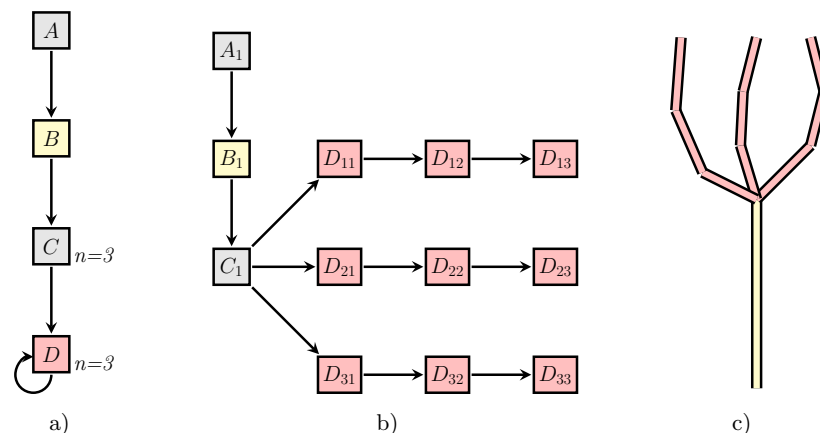 A
A₁
B
B₁
D₁₁
D₁₂
D₁₃
C
n=3
C₁
D₂₁
D₂₂
D₂₃
D
n=3
D₃₁
D₃₂
D₃₃
a)
b)
c)